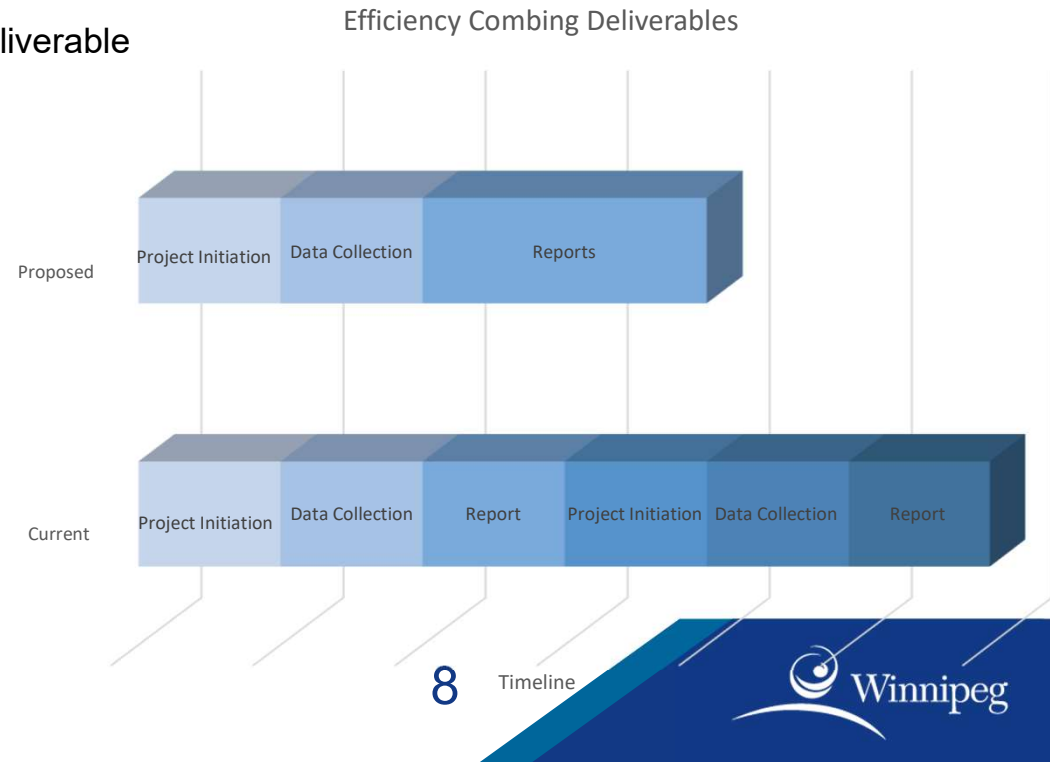 Efficiency Combing Deliverables
liverable
Project Initiation Data Collection Reports
Proposed
Project Initiation Data Collection Report Project Initiation Data Collection Report
Current
8 Timeline
Winnipeg